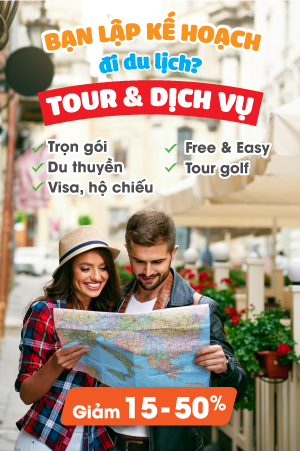 BẠN LẬP KẾ HOẠCH
đi du lịch?
TOUR & DỊCH VỤ
Trọn gói
Du thuyền
Visa, hộ chiếu
Free & Easy
Tour golf
Giảm 15-50%